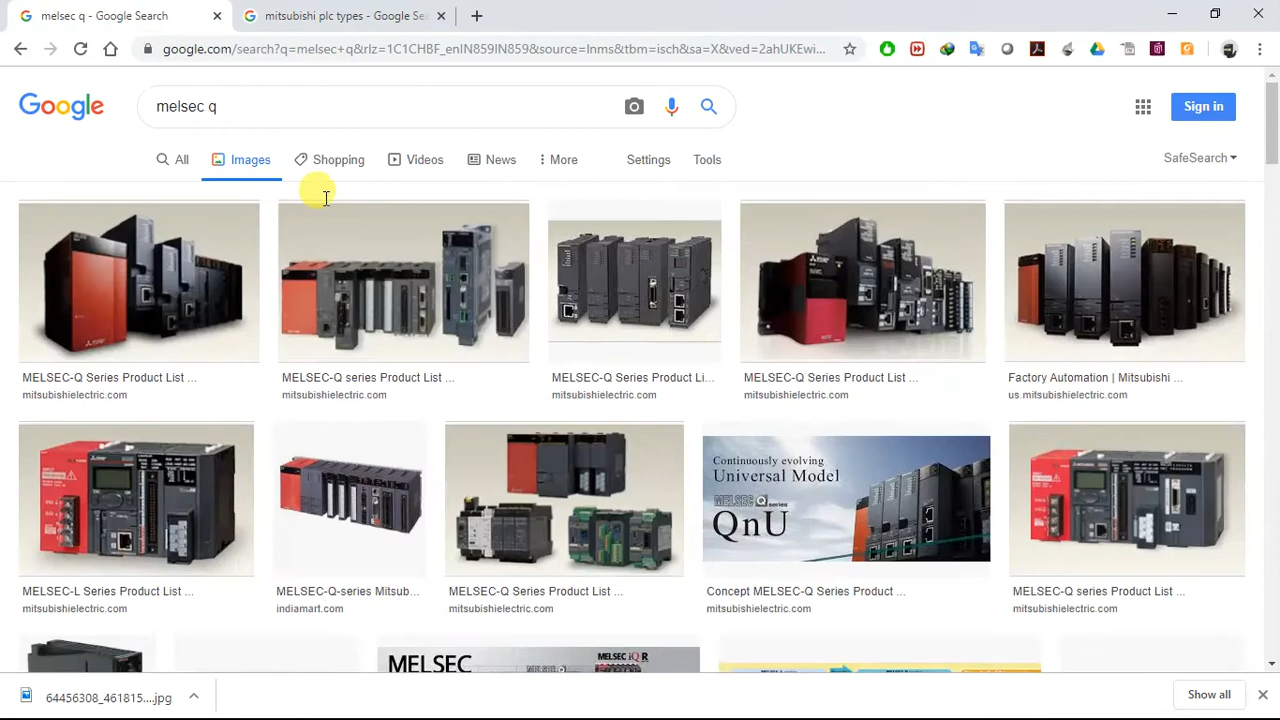 melsec q - Google Search
mitsubishi plc types - Google Sea
google.com/search?q=melsec+q&rlz=1C1CHBF_enIN859IN859&source=lnms&tbm=isch&sa=X&ved=2ahUKEwi...
Google
melsec q
Sign in
All
Images
Shopping
Videos
News
More
Settings
Tools
SafeSearch
MELSEC-Q Series Product List ...
mitsubishielectric.com
MELSEC-Q series Product List ...
mitsubishielectric.com
MELSEC-Q Series Product Li...
mitsubishielectric.com
MELSEC-Q Series Product List ...
mitsubishielectric.com
Factory Automation | Mitsubishi ...
us.mitsubishielectric.com
Continuously evolving
Universal Model
MELSEC Q series
QnU
MELSEC-L Series Product List ...
mitsubishielectric.com
MELSEC-Q-series Mitsub...
indiamart.com
MELSEC-Q Series Product List ...
mitsubishielectric.com
Concept MELSEC-Q Series Product ...
mitsubishielectric.com
MELSEC-Q series Product List ...
mitsubishielectric.com
MELSEC
MELSEC iQ R
64456308_461815....jpg
Show all